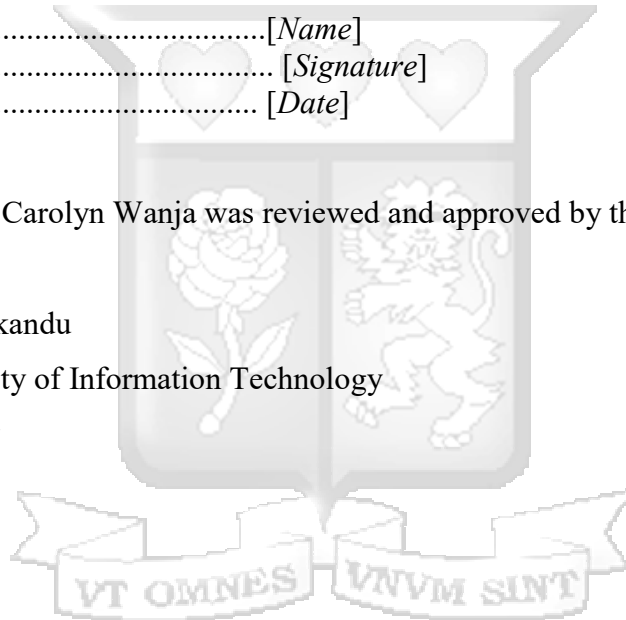 ..................................[Name]
.................................. [Signature]
................................ [Date]
Carolyn Wanja was reviewed and approved by th
kandu
ty of Information Technology
VT OMNES VNVM SINT